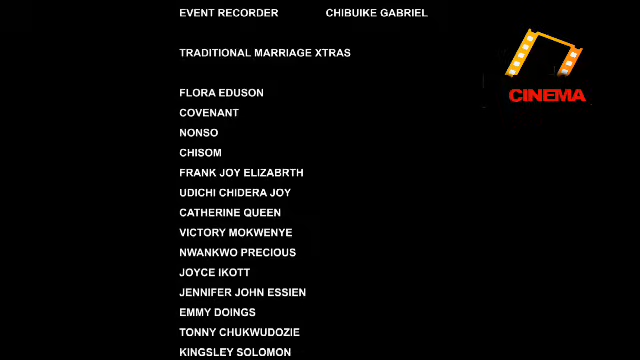 EVENT RECORDER CHIBUIKE GABRIEL
TRADITIONAL MARRIAGE XTRAS
FLORA EDUSON
COVENANT
NONSO
CHISOM
FRANK JOY ELIZABRTH
UDICHI CHIDERA JOY
CATHERINE QUEEN
VICTORY MOKWENYE
NWANKWO PRECIOUS
JOYCE IKOTT
JENNIFER JOHN ESSIEN
EMMY DOINGS
TONNY CHUKWUDOZIE
KINGSLEY SOLOMON
CINEMA